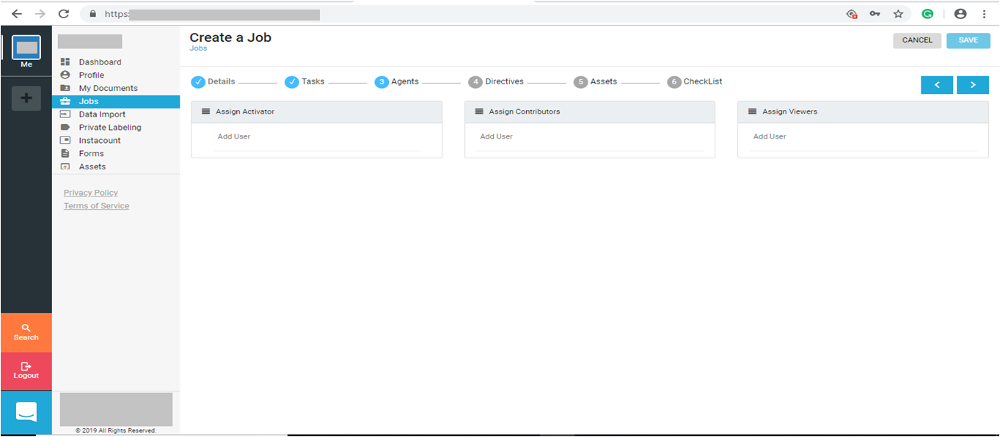 https:
Me
Search
Logout
Dashboard
Profile
My Documents
Jobs
Data Import
Private Labeling
Instacount
Forms
Assets
Privacy Policy
Terms of Service
© 2019 All Rights Reserved.
Create a Job
Jobs
CANCEL SAVE
Details Tasks 3 Agents 4 Directives 5 Assets 6 CheckList
Assign Activator Assign Contributors Assign Viewers
Add User Add User Add User